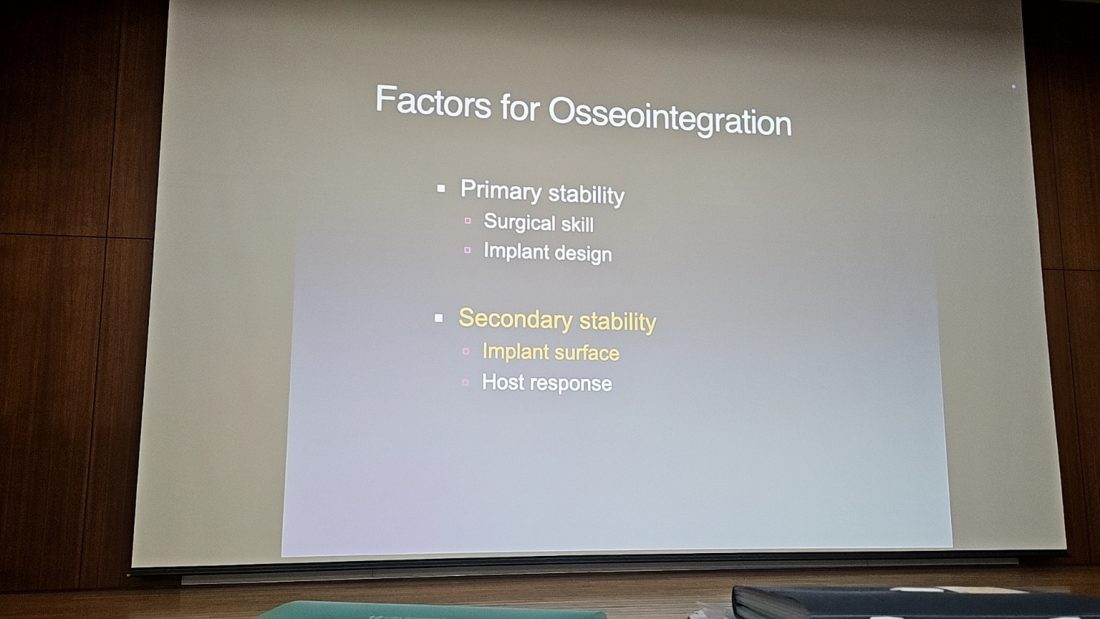 Factors for Osseointegration
Primary stability
Surgical skill
Implant design
Secondary stability
Implant surface
Host response